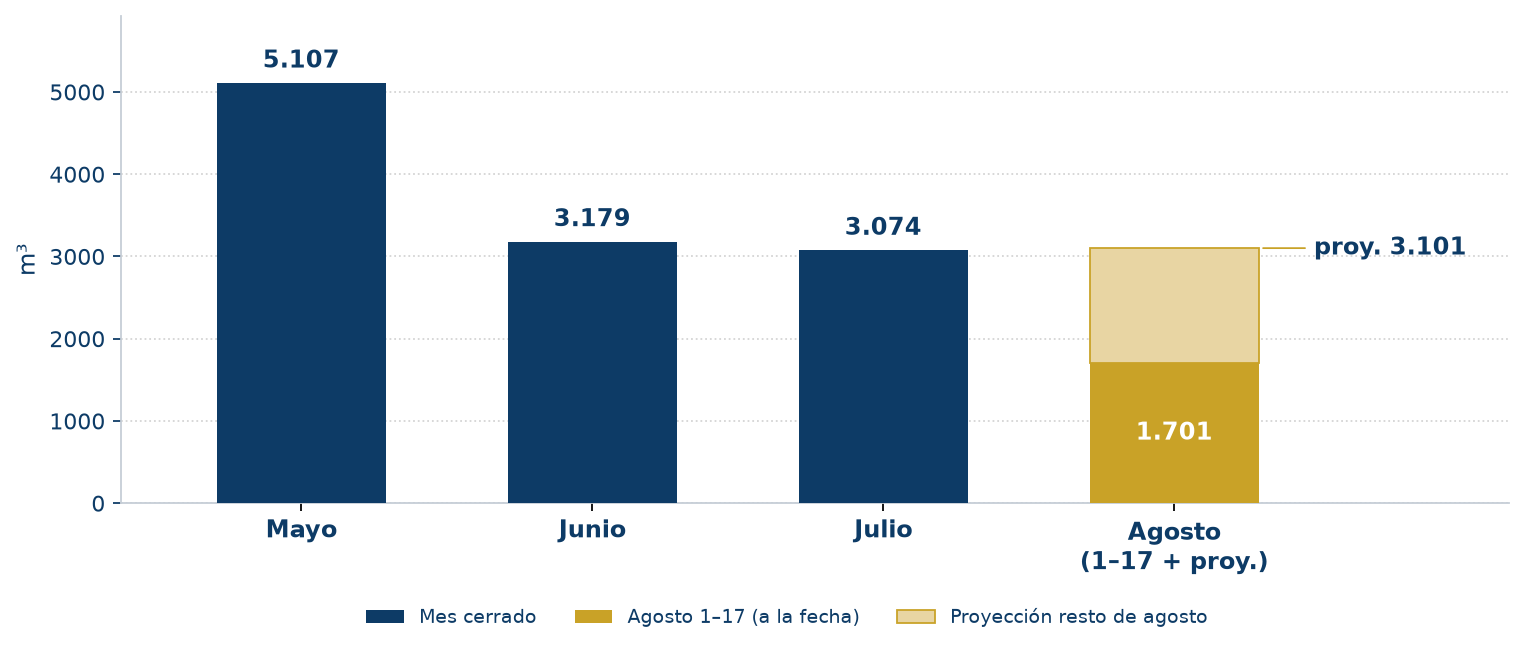 5.107
5000
4000
3.179
3.074
proy. 3.101
3000
m³
2000
1.701
1000
0
Mayo
Junio
Julio
Agosto
(1–17 + proy.)
Mes cerrado
Agosto 1–17 (a la fecha)
Proyección resto de agosto